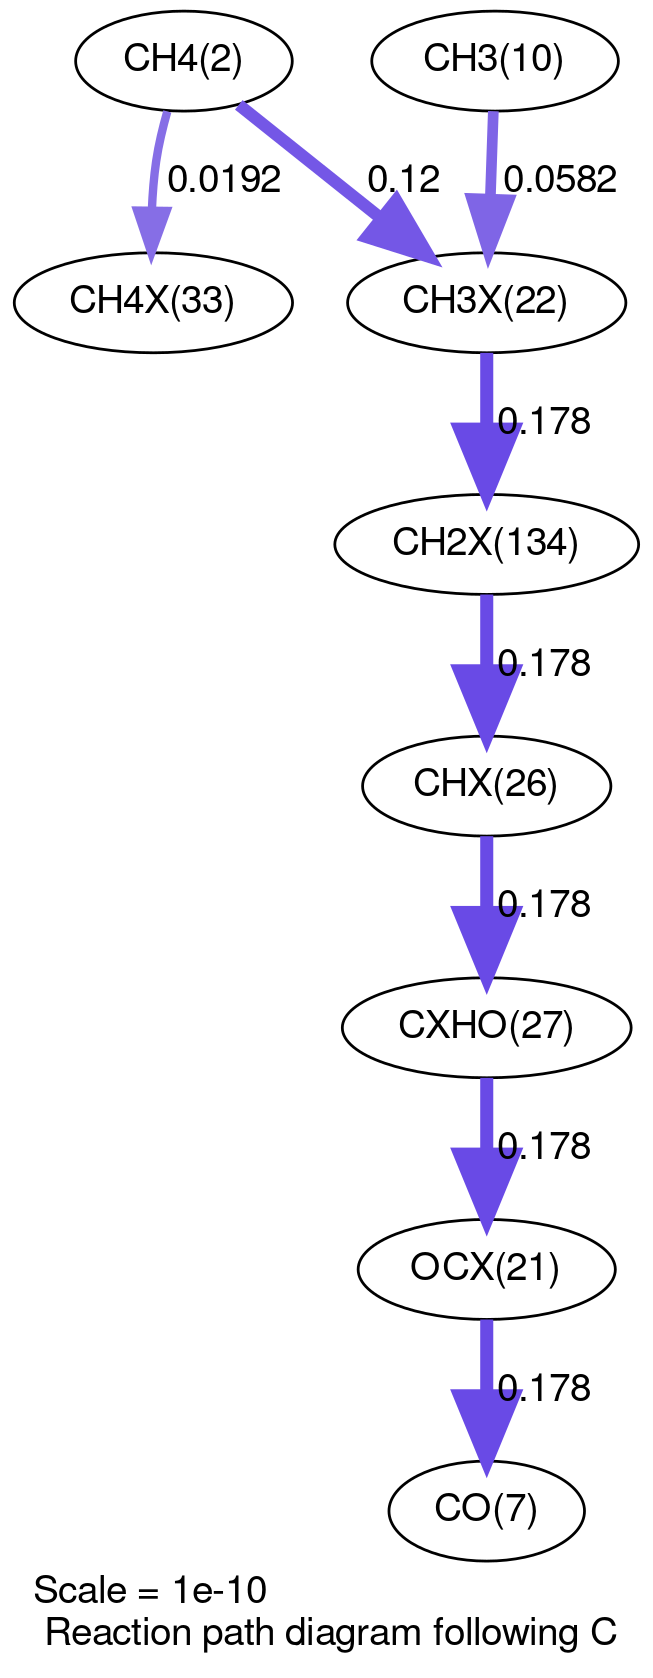 CH4(2)
CH3(10)
0.0192
0.12
0.0582
CH4X(33)
CH3X(22)
0.178
CH2X(134)
0.178
CHX(26)
0.178
CXHO(27)
0.178
OCX(21)
0.178
CO(7)
Scale = 1e-10
Reaction path diagram following C